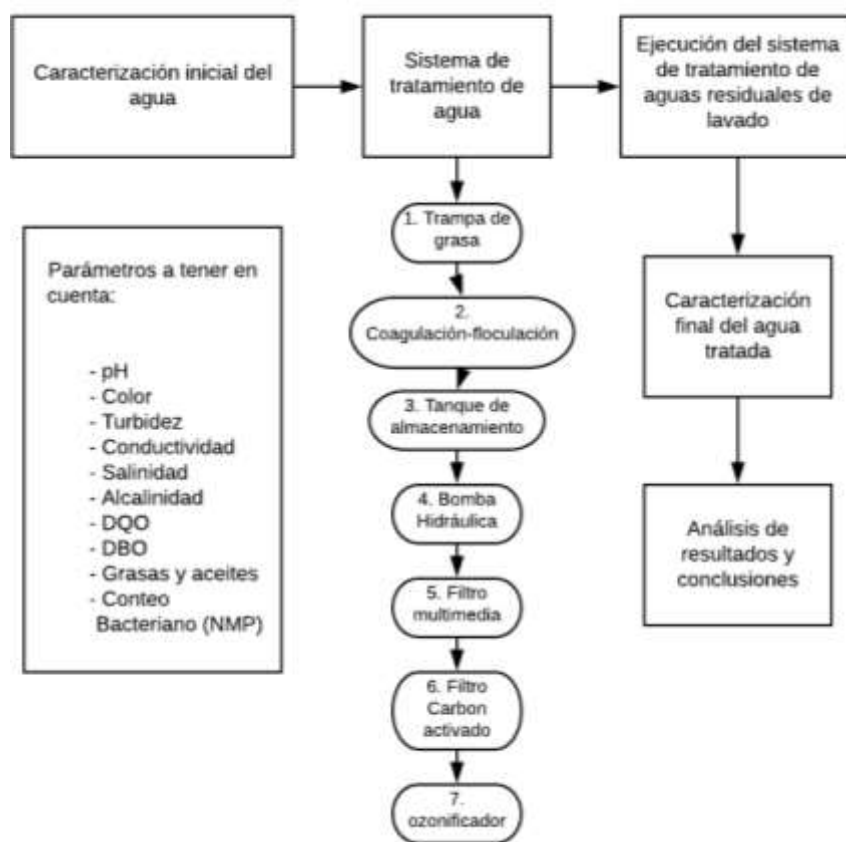 Caracterización inicial del
agua
Sistema de
tratamiento de
agua
Ejecución del sistema
de tratamiento de
aguas residuales de
lavado
Parámetros a tener en
cuenta:
- pH
- Color
- Turbidez
- Conductividad
- Salinidad
- Alcalinidad
- DQO
- DBO
- Grasas y aceites
- Conteo
Bacteriano (NMP)
1. Trampa de
grasa
2.
Coagulación-floculación
3. Tanque de
almacenamiento
4. Bomba
Hidráulica
5. Filtro
multimedia
6. Filtro
Carbon
activado
7.
ozonificador
Caracterización
final del agua
tratada
Análisis de
resultados y
conclusiones